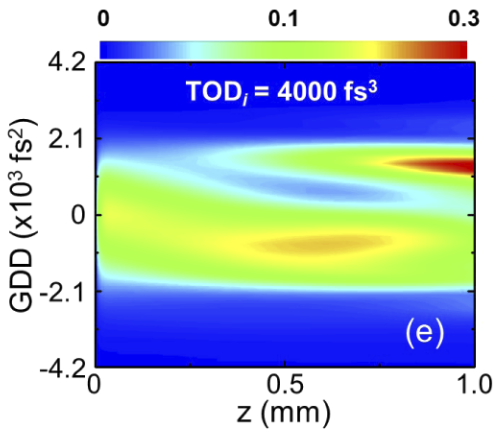 0 0.1 0.3
TODᵢ = 4000 fs³
4.2
2.1
0
-2.1
-4.2
GDD (x10³ fs²)
(e)
0 0.5 1.0
z (mm)